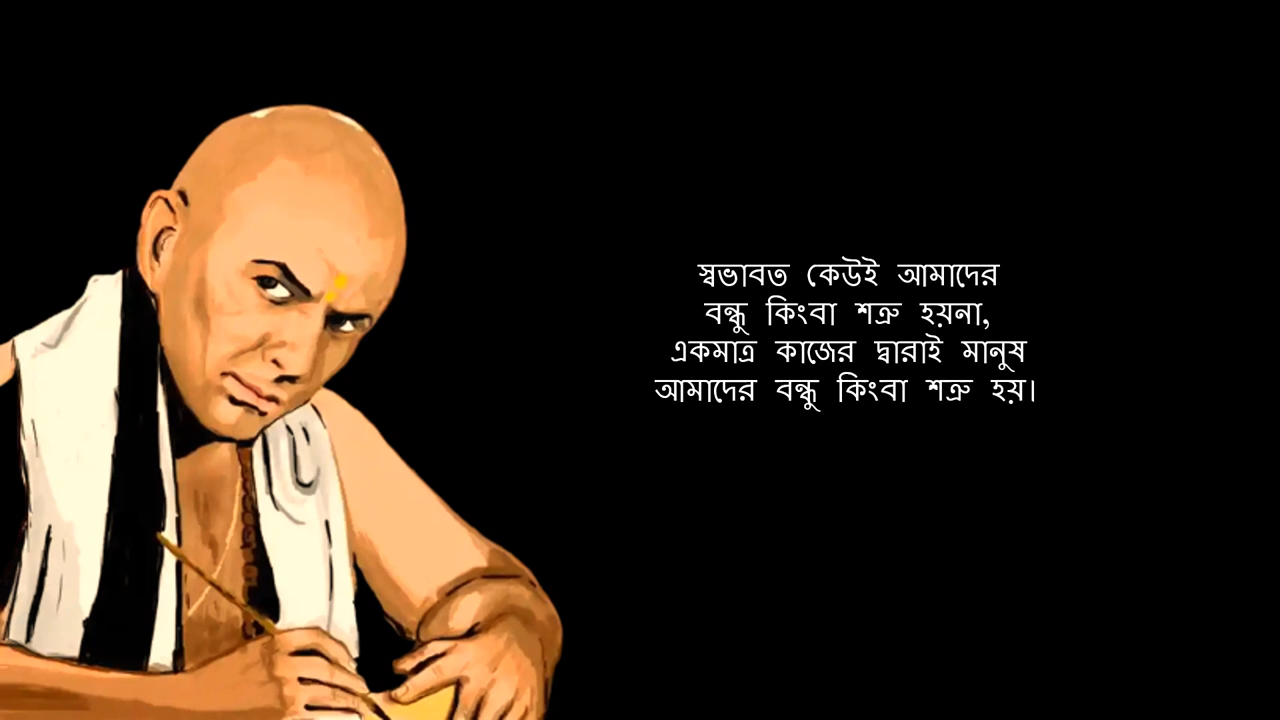 স্বভাবত কেউই আমাদের
বন্ধু কিংবা শত্রু হয়না,
একমাত্র কাজের দ্বারাই মানুষ
আমাদের বন্ধু কিংবা শত্রু হয়।